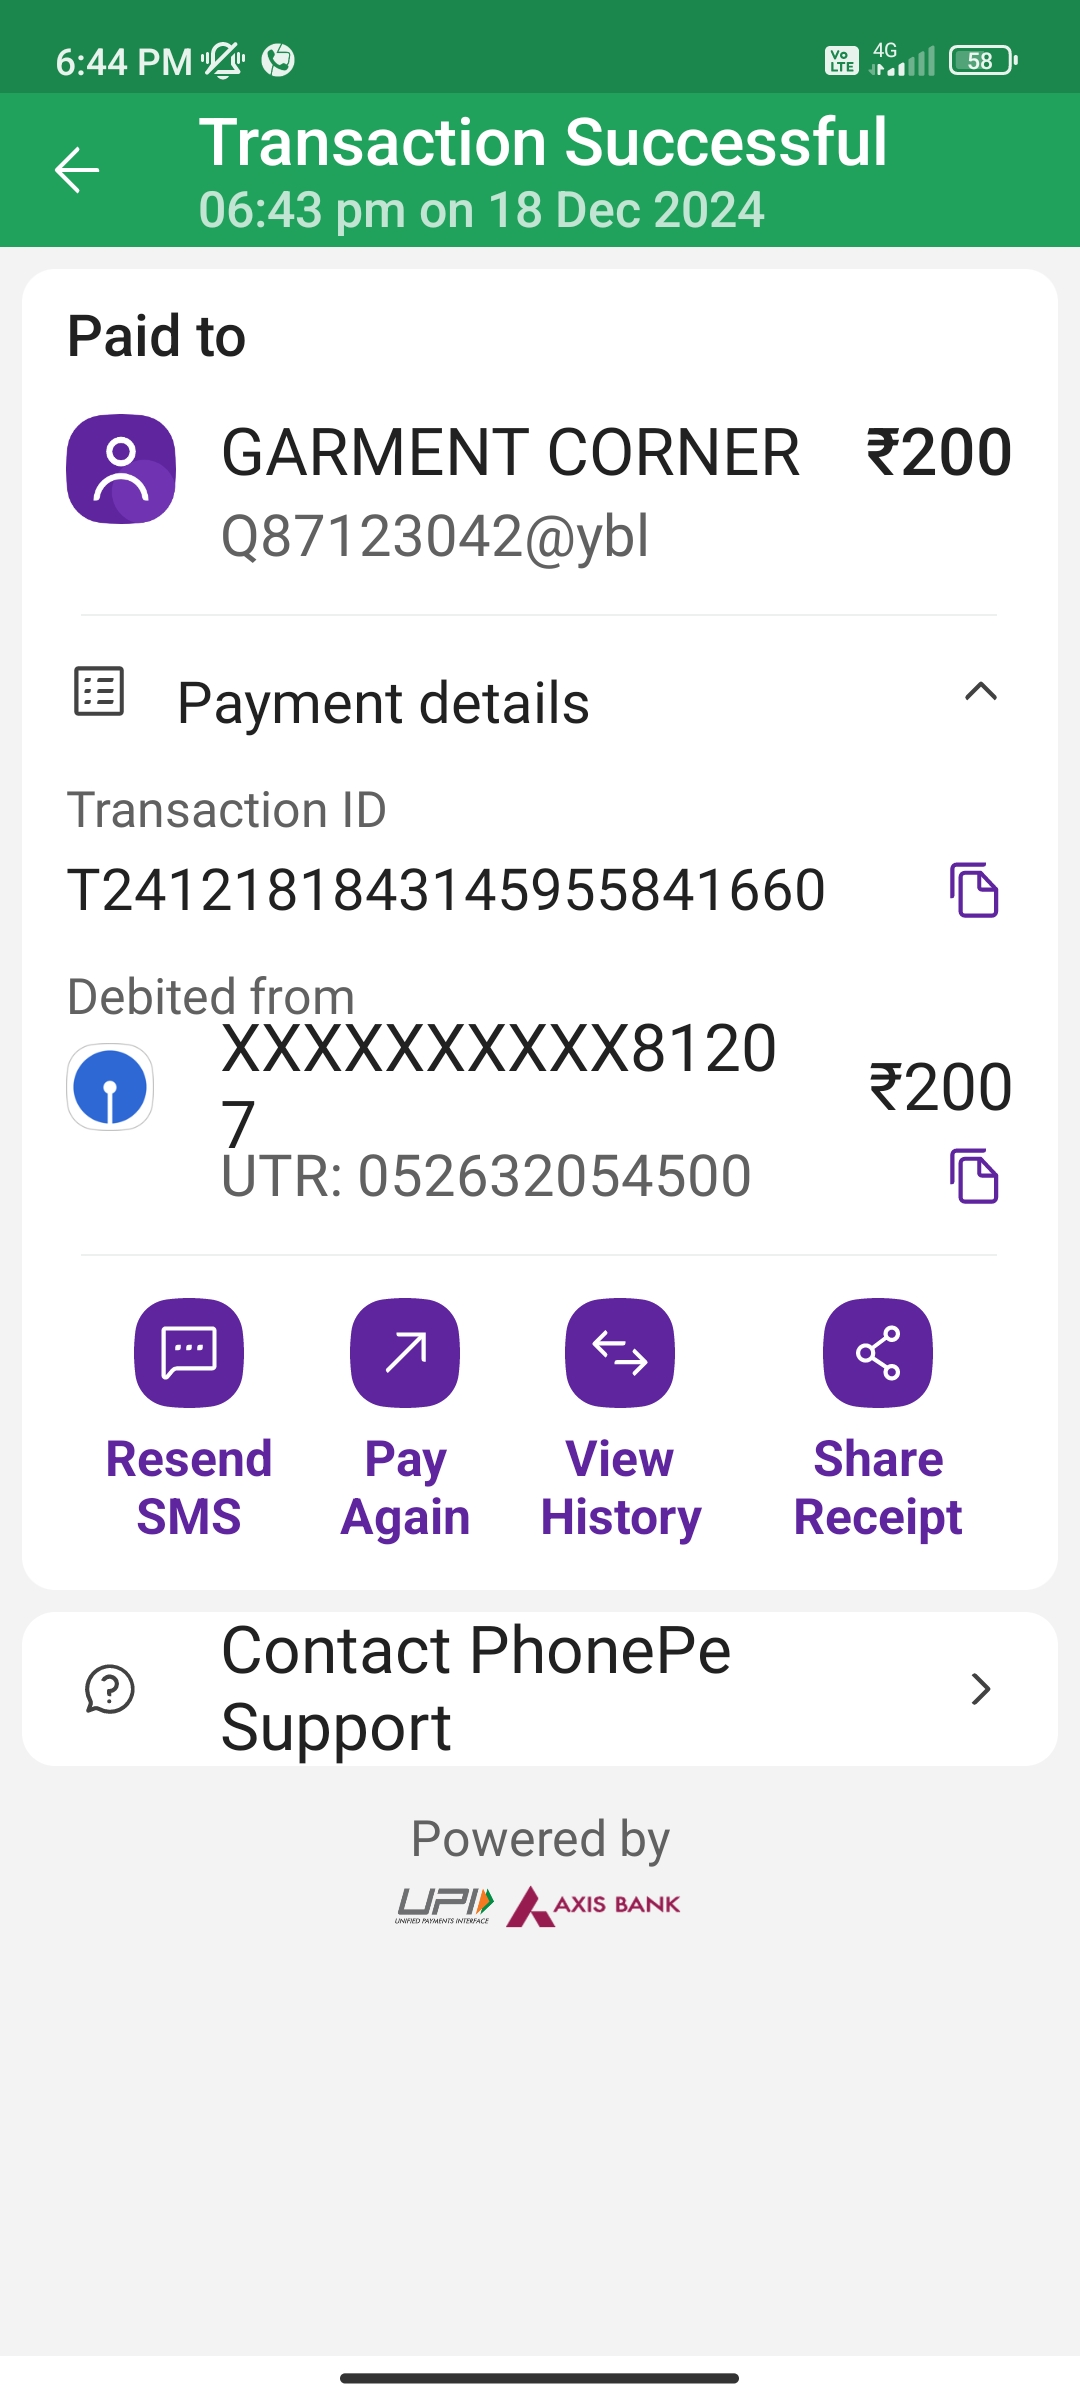 6:44 PM
Vo
LTE
4G
58
Transaction Successful
06:43 pm on 18 Dec 2024
Paid to
GARMENT CORNER ₹200
Q87123042@ybl
Payment details
Transaction ID
T2412181843145955841660
Debited from
XXXXXXXXXX8120
7
₹200
UTR: 052632054500
Resend
SMS
Pay
Again
View
History
Share
Receipt
Contact PhonePe
Support
Powered by
UPI
UNIFIED PAYMENTS INTERFACE
AXIS BANK